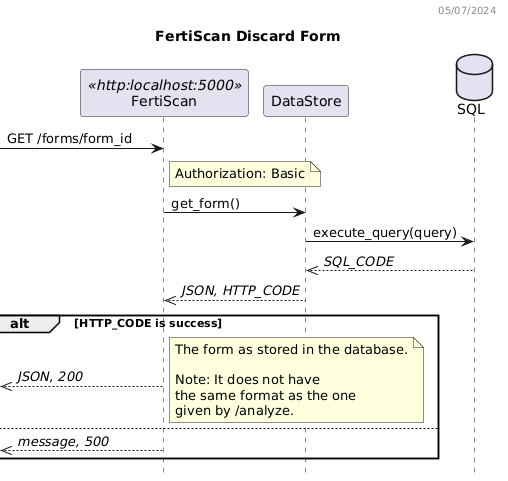 05/07/2024
FertiScan Discard Form
«http:localhost:5000»
FertiScan
DataStore
SQL
GET /forms/form_id
Authorization: Basic
get_form()
execute_query(query)
SQL_CODE
JSON, HTTP_CODE
alt
[HTTP_CODE is success]
The form as stored in the database.
Note: It does not have
the same format as the one
given by /analyze.
JSON, 200
message, 500